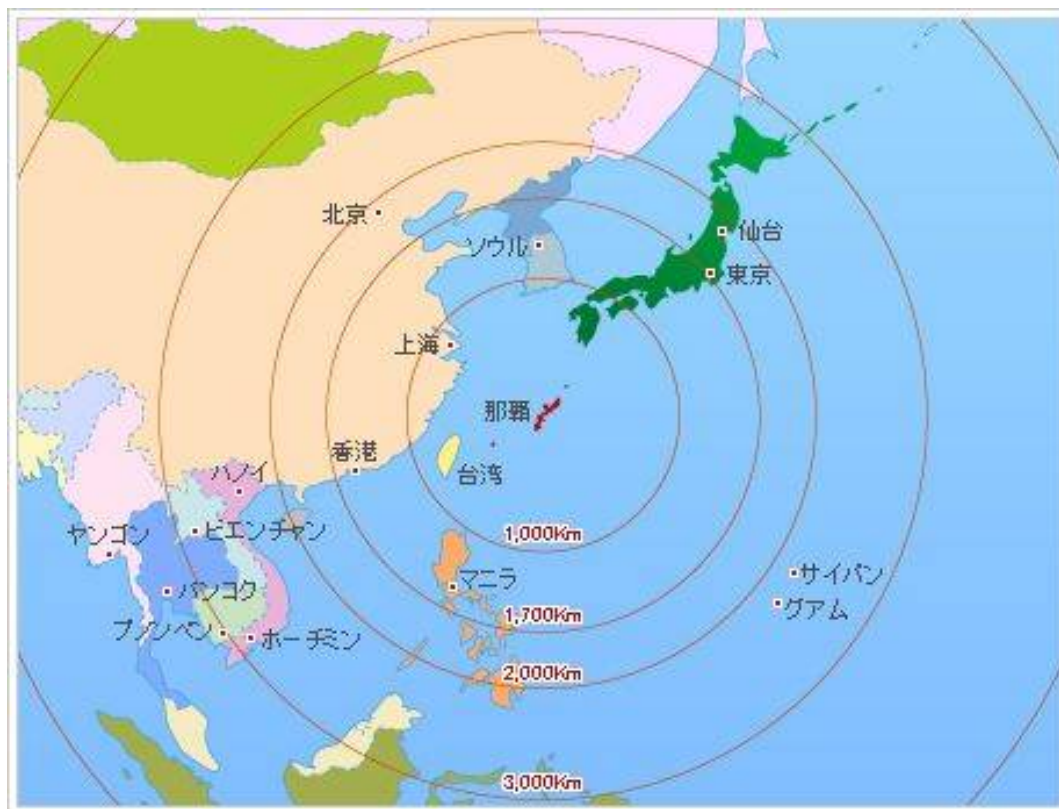 北京
ソウル
仙台
東京
上海
那覇
香港
台湾
ハノイ
ヤンゴン
ビエンチャン
1,000Km
バンコク
マニラ
サイパン
グアム
プノンペン
ホーチミン
1,700Km
2,000Km
3,000Km